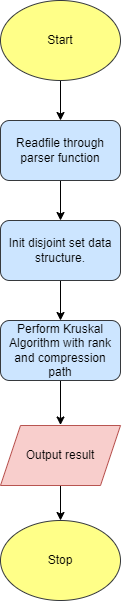 Start
Readfile through
parser function
Init disjoint set data
structure.
Perform Kruskal
Algorithm with rank
and compression
path
Output result
Stop